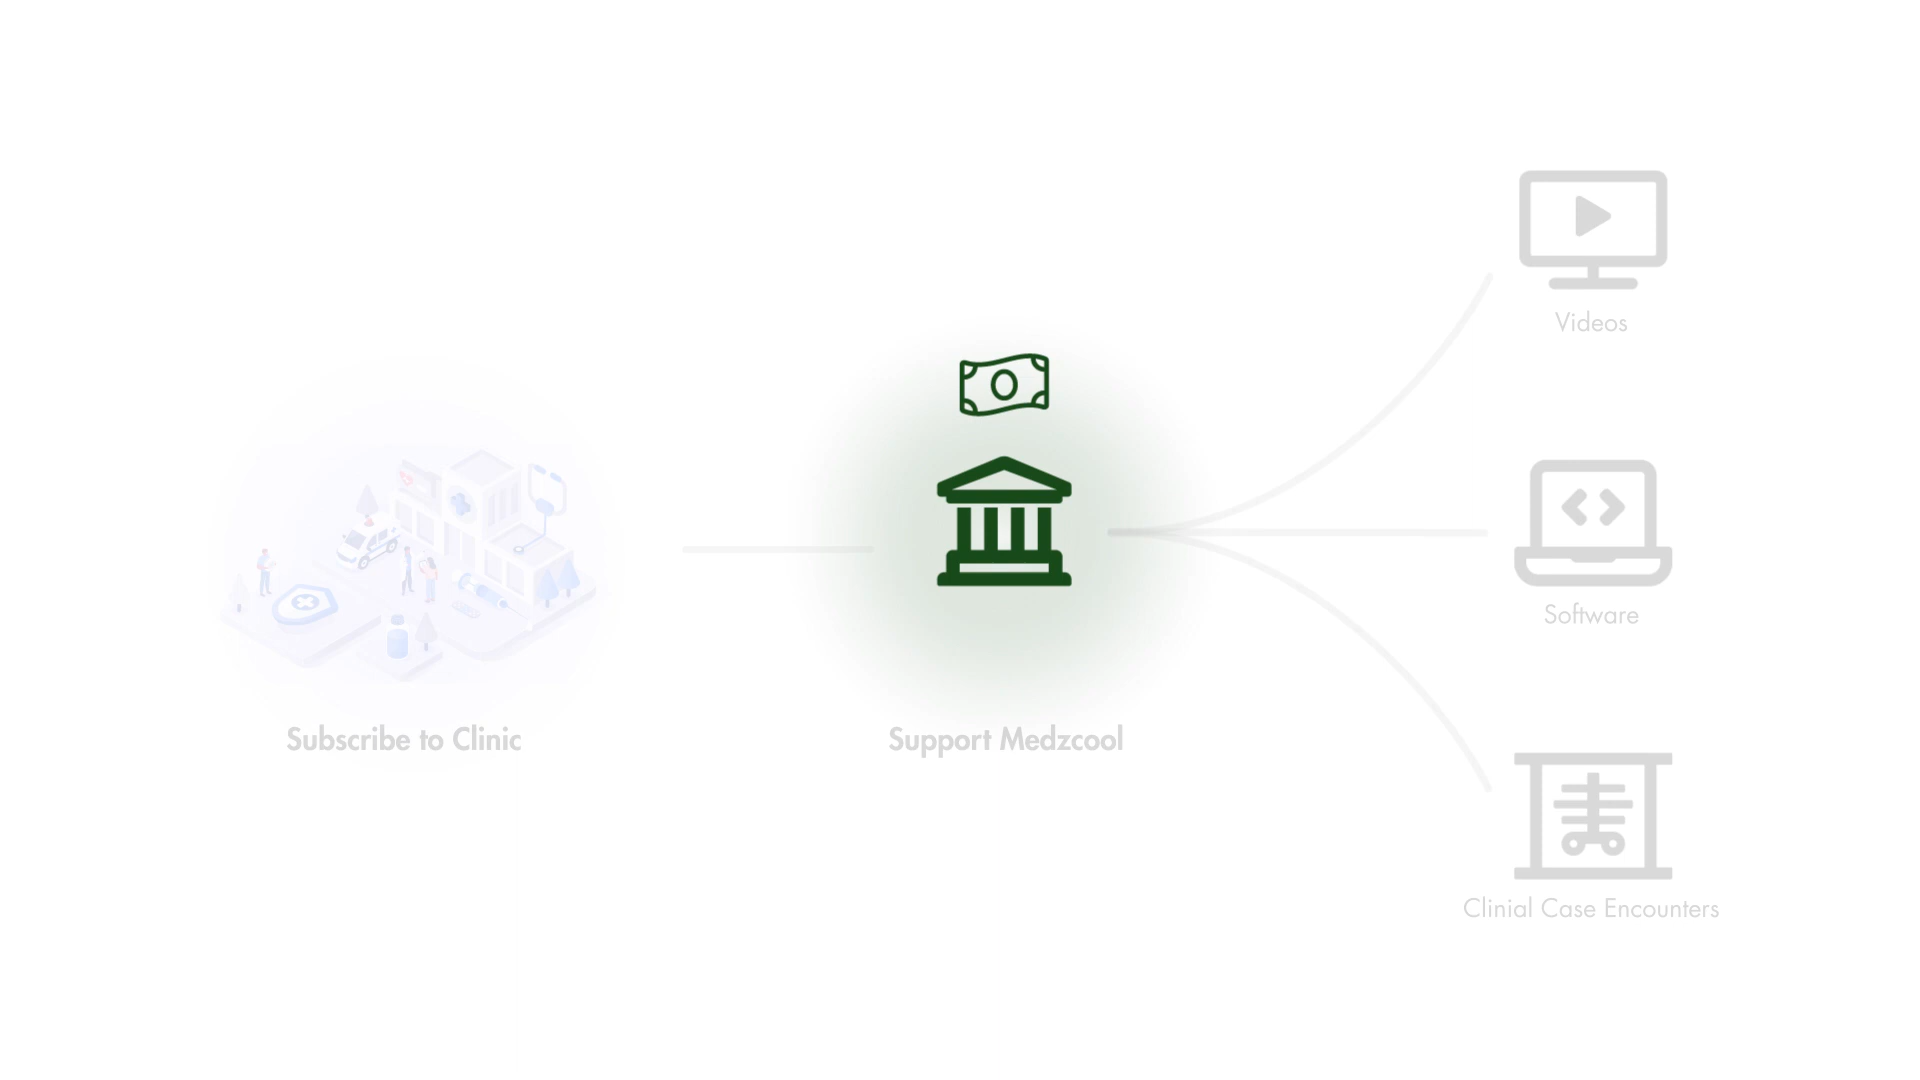 Subscribe to Clinic
Support Medzcool
Videos
Software
Clinial Case Encounters